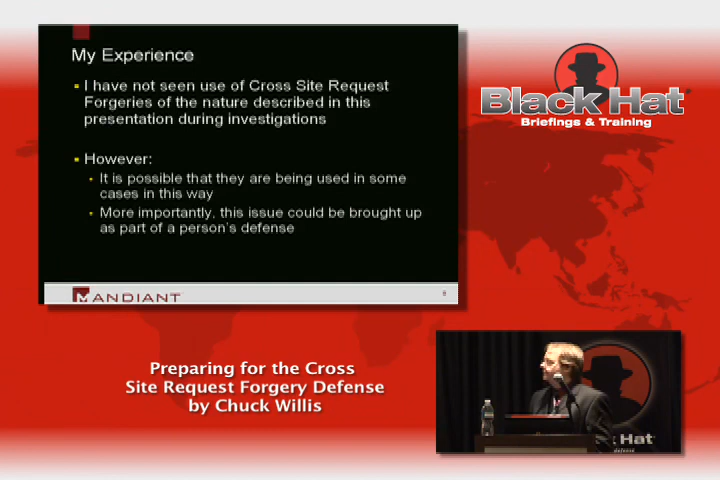 My Experience
I have not seen use of Cross Site Request
Forgeries of the nature described in this
presentation during investigations
However:
It is possible that they are being used in some
cases in this way
More importantly, this issue could be brought up
as part of a person's defense
MANDIANT
Black Hat
Briefings & Training
Preparing for the Cross
Site Request Forgery Defense
by Chuck Willis
ck Hat